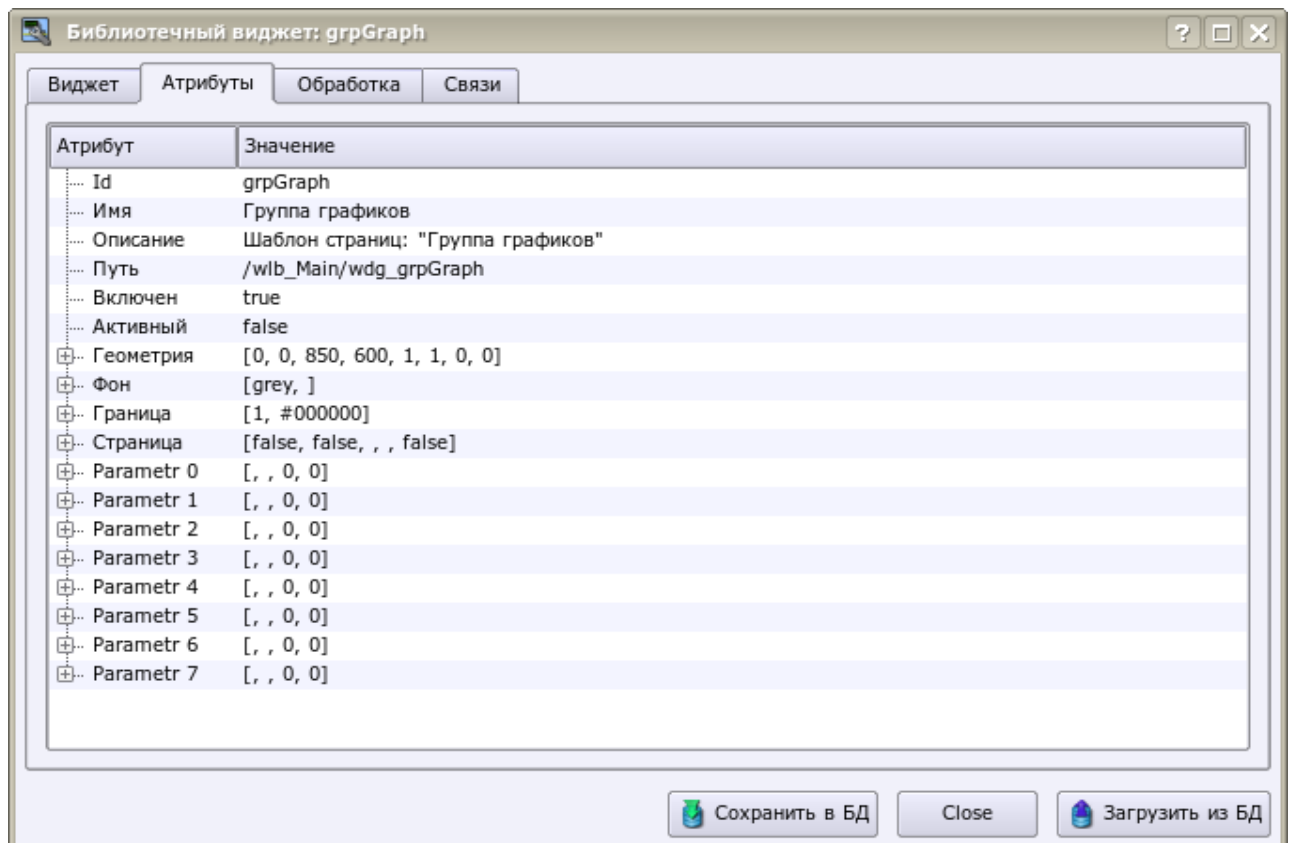 Библиотечный виджет: grpGraph
Виджет Атрибуты Обработка Связи
Атрибут Значение
Id grpGraph
Имя Группа графиков
Описание Шаблон страниц: "Группа графиков"
Путь /wlb_Main/wdg_grpGraph
Включен true
Активный false
Геометрия [0, 0, 850, 600, 1, 1, 0, 0]
Фон [grey, ]
Граница [1, #000000]
Страница [false, false, , , false]
Parametr 0 [, , 0, 0]
Parametr 1 [, , 0, 0]
Parametr 2 [, , 0, 0]
Parametr 3 [, , 0, 0]
Parametr 4 [, , 0, 0]
Parametr 5 [, , 0, 0]
Parametr 6 [, , 0, 0]
Parametr 7 [, , 0, 0]
Сохранить в БД Close Загрузить из БД